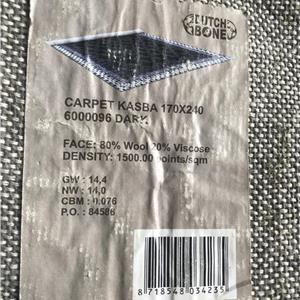 DUTCH
BONE
CARPET KASBA 170X240
6000096 DARK
FACE: 80% Wool 20% Viscose
DENSITY: 1500.00 points/sqm
GW : 14,4
NW : 14,0
CBM : 0.076
P.O. : 84586
8 718548 034235